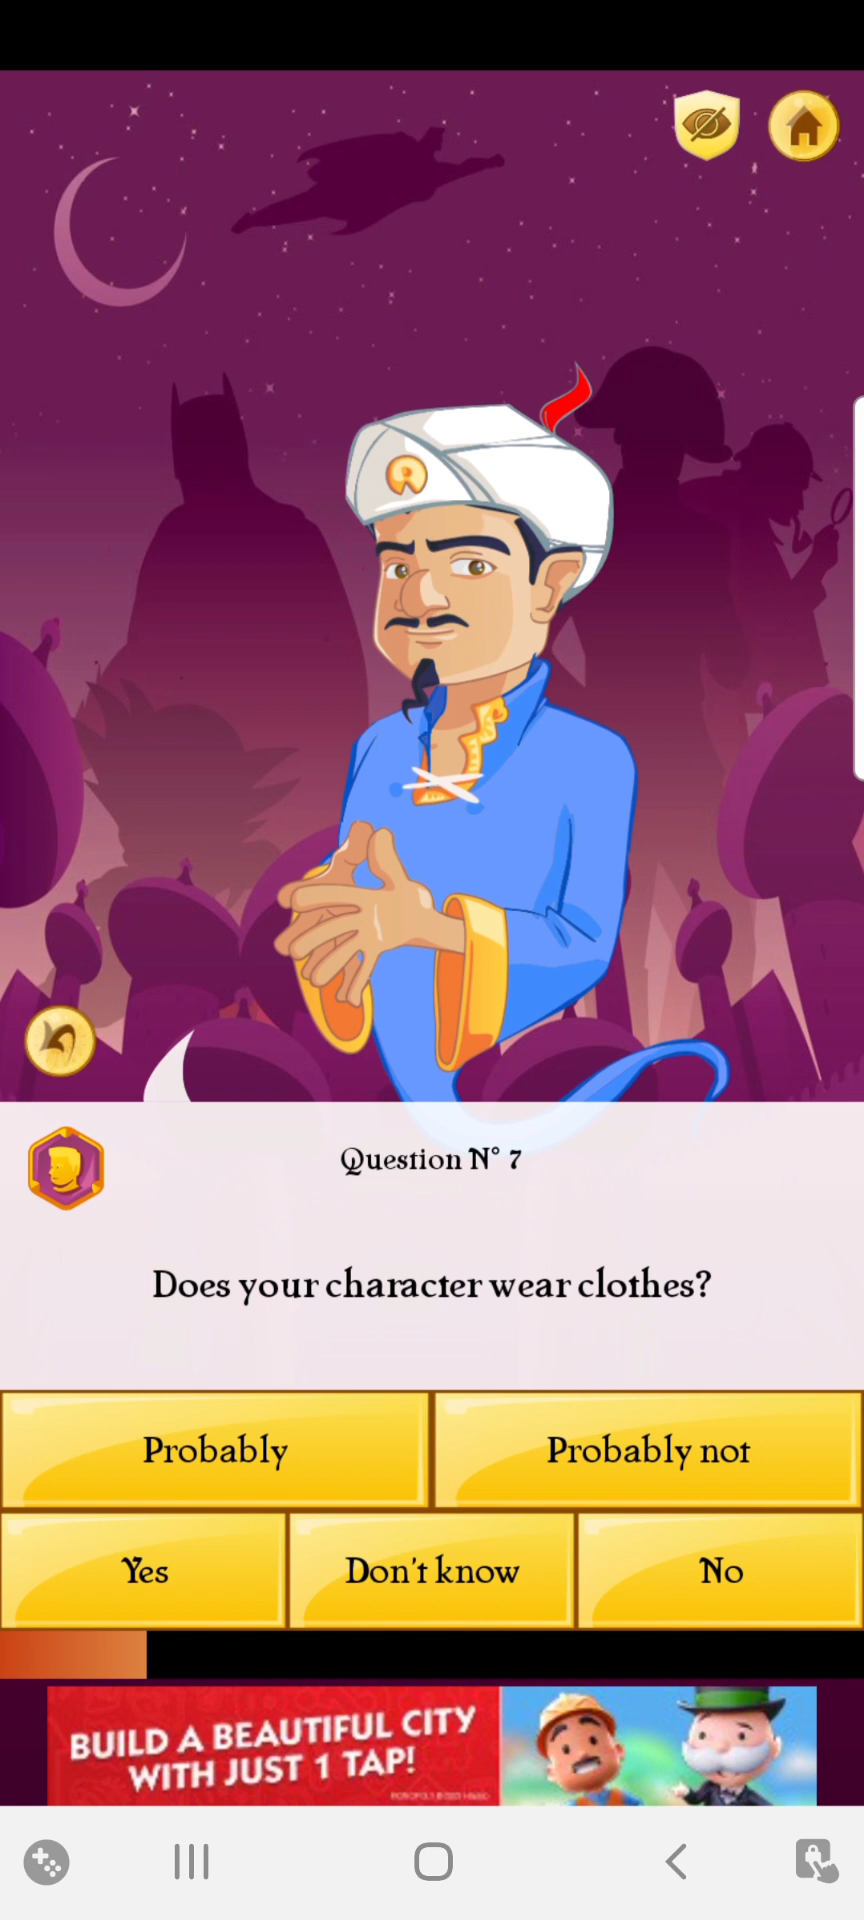 Question N° 7
Does your character wear clothes?
Probably
Probably not
Yes
Don't know
No
BUILD A BEAUTIFUL CITY
WITH JUST 1 TAP!